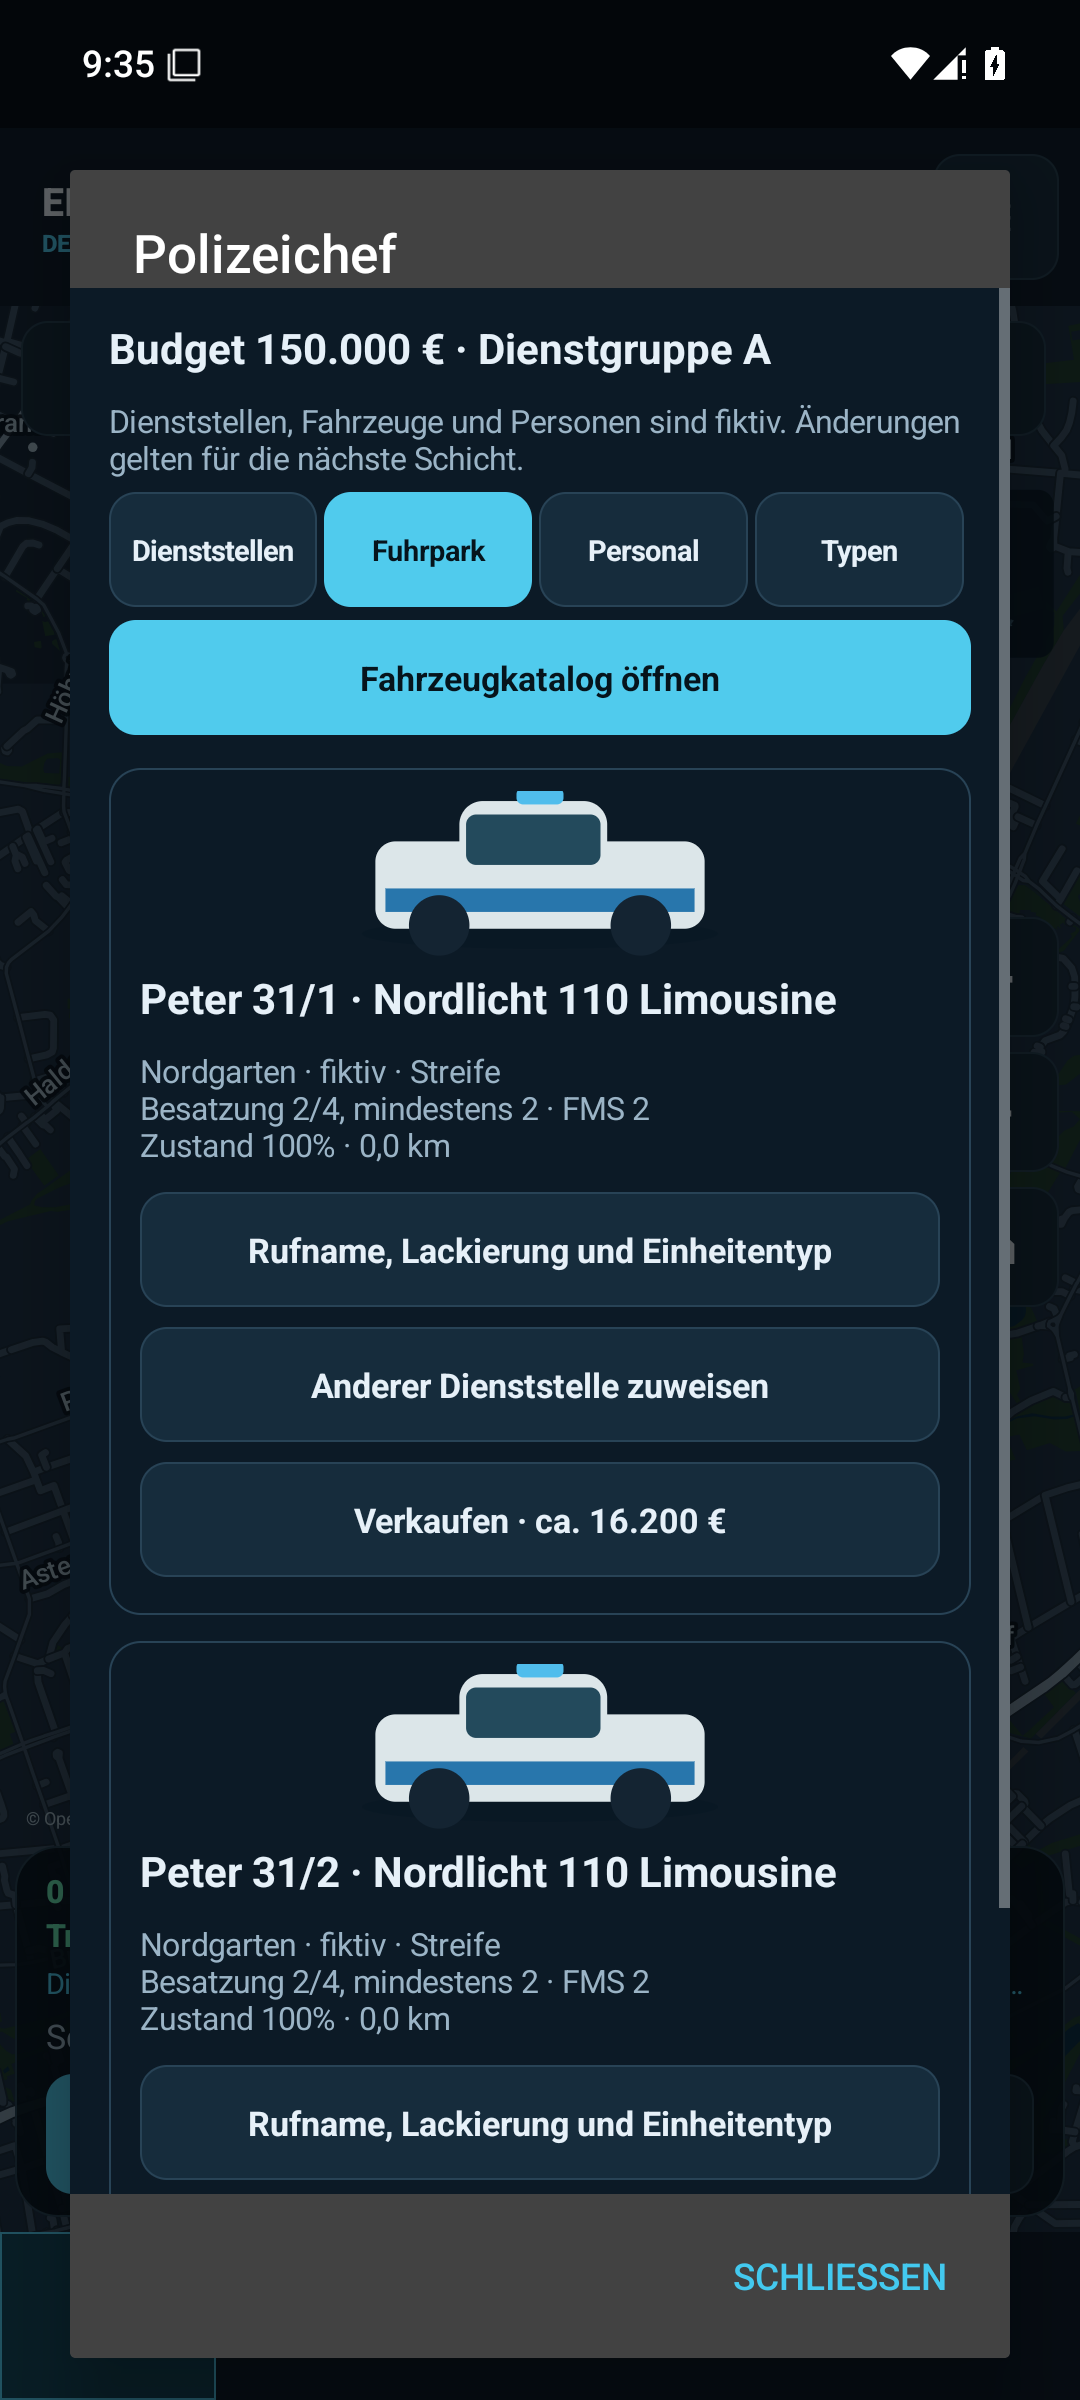 9:35
Polizeichef
Budget 150.000 € · Dienstgruppe A
Dienststellen, Fahrzeuge und Personen sind fiktiv. Änderungen
gelten für die nächste Schicht.
Dienststellen
Fuhrpark
Personal
Typen
Fahrzeugkatalog öffnen
Peter 31/1 · Nordlicht 110 Limousine
Nordgarten · fiktiv · Streife
Besatzung 2/4, mindestens 2 · FMS 2
Zustand 100% · 0,0 km
Rufname, Lackierung und Einheitentyp
Anderer Dienststelle zuweisen
Verkaufen · ca. 16.200 €
Peter 31/2 · Nordlicht 110 Limousine
Nordgarten · fiktiv · Streife
Besatzung 2/4, mindestens 2 · FMS 2
Zustand 100% · 0,0 km
Rufname, Lackierung und Einheitentyp
SCHLIESSEN